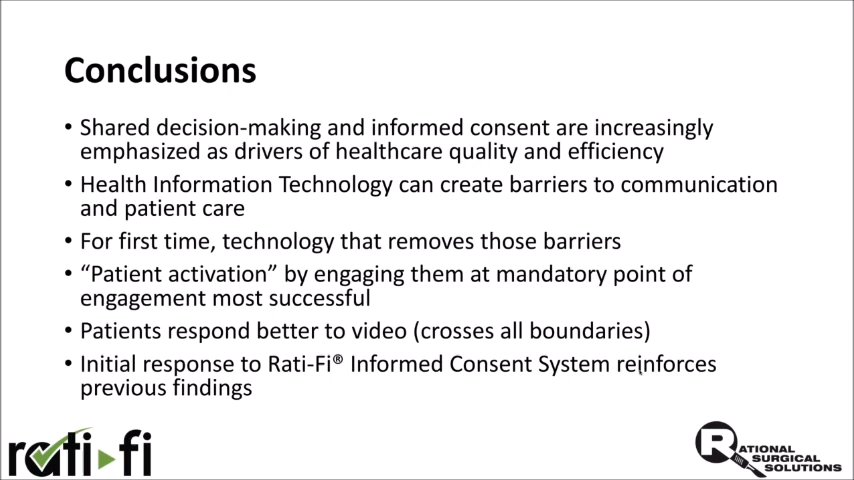 Conclusions
• Shared decision-making and informed consent are increasingly
emphasized as drivers of healthcare quality and efficiency
• Health Information Technology can create barriers to communication
and patient care
• For first time, technology that removes those barriers
• “Patient activation” by engaging them at mandatory point of
engagement most successful
• Patients respond better to video (crosses all boundaries)
• Initial response to Rati-Fi® Informed Consent System reinforces
previous findings
rati fi
RATIONAL
SURGICAL
SOLUTIONS